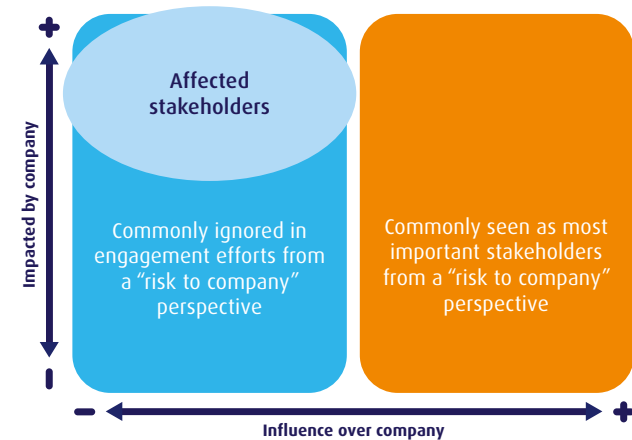 +
Affected
stakeholders
Impacted by company
Commonly ignored in
engagement efforts from
a “risk to company”
perspective
Commonly seen as most
important stakeholders
from a “risk to company”
perspective
–
–
+
Influence over company